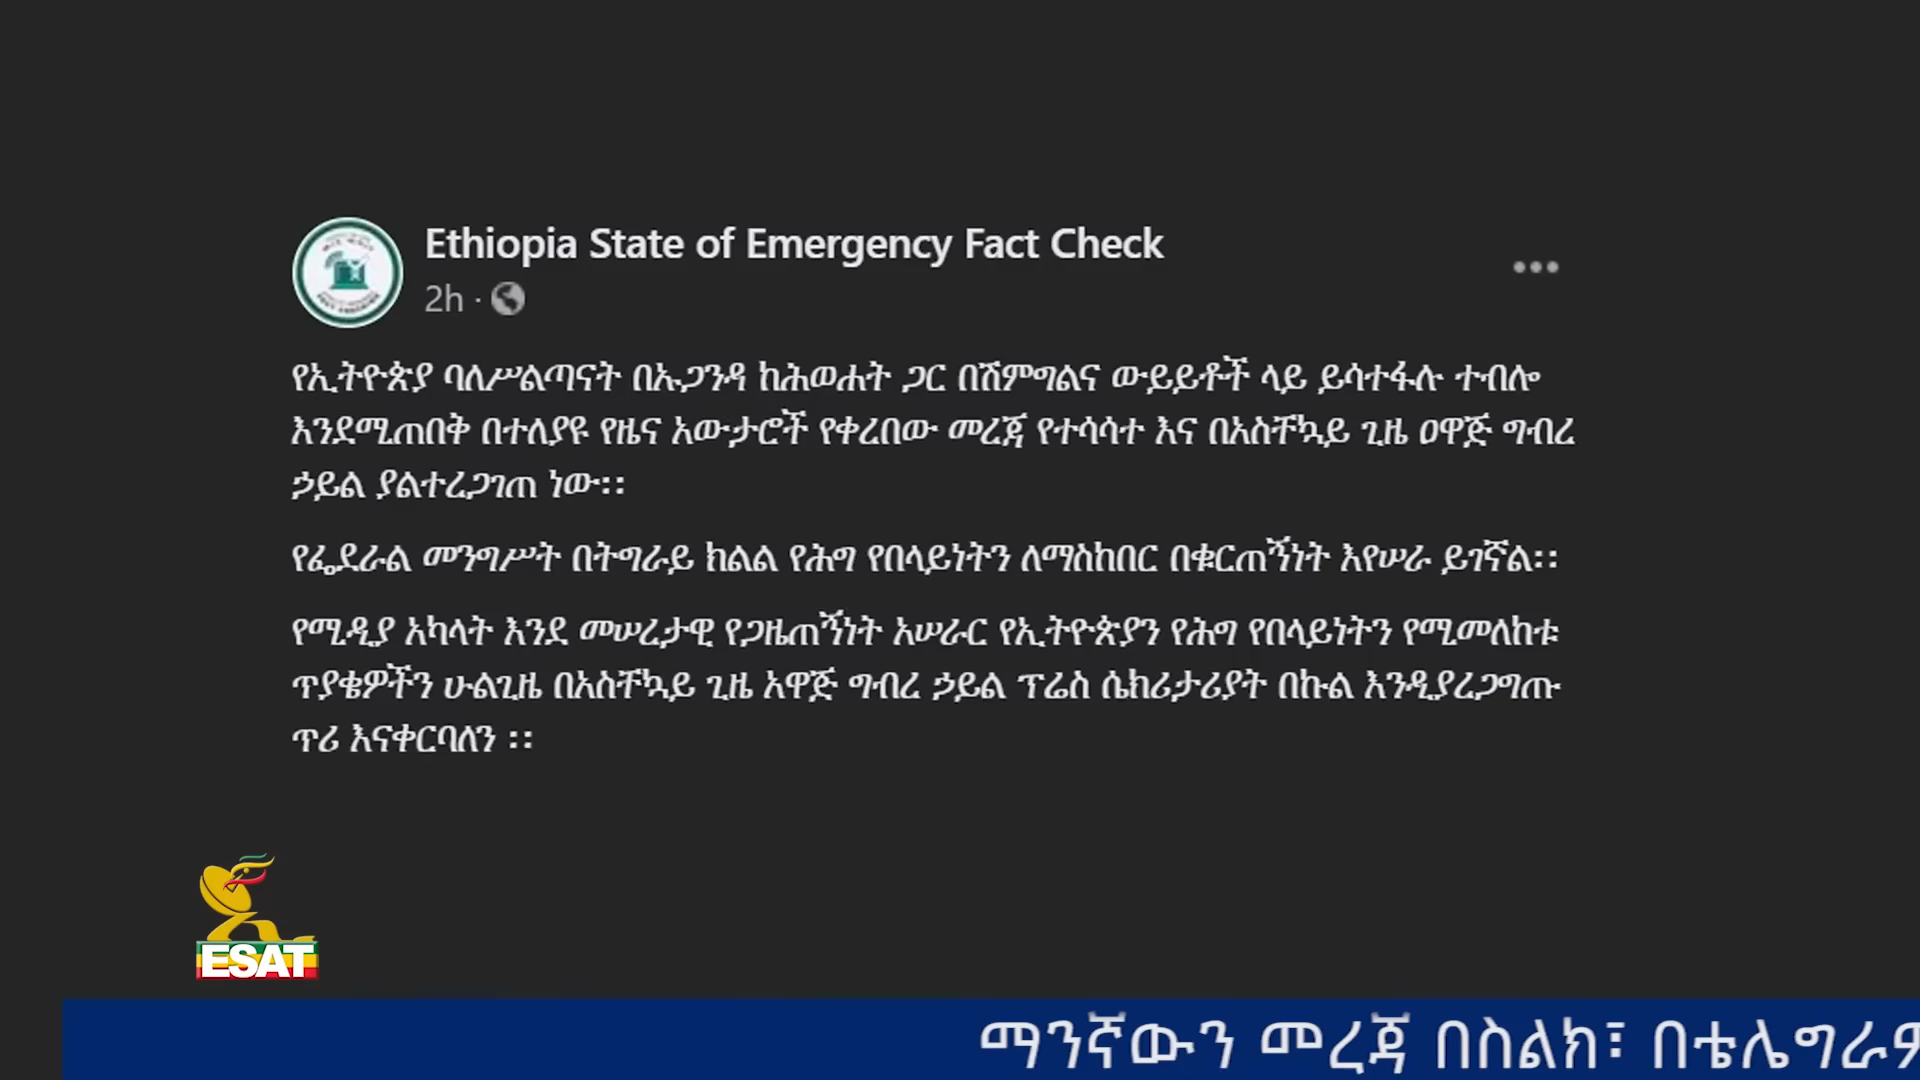 Ethiopia State of Emergency Fact Check
2h ·
የኢትዮጵያ ባለሥልጣናት በኡጋንዳ ከሕወሐት ጋር በሽምግልና ውይይቶች ላይ ይሳተፋሉ ተብሎ
እንደሚጠበቅ በተለያዩ የዜና አውታሮች የቀረበው መረጃ የተሳሳተ እና በአስቸኳይ ጊዜ ዐዋጅ ግብረ
ኃይል ያልተረጋገጠ ነው፡፡
የፌደራል መንግሥት በትግራይ ክልል የሕግ የበላይነትን ለማስከበር በቁርጠኝነት እየሠራ ይገኛል፡፡
የሚዲያ አካላት እንደ መሠረታዊ የጋዜጠኝነት አሠራር የኢትዮጵያን የሕግ የበላይነትን የሚመለከቱ
ጥያቄዎችን ሁልጊዜ በአስቸኳይ ጊዜ አዋጅ ግብረ ኃይል ፕሬስ ሴክሪታሪያት በኩል እንዲያረጋግጡ
ጥሪ እናቀርባለን ፡፡
ESAT
ማንኛውን መረጃ በስልክ፣ በቴሌግራ